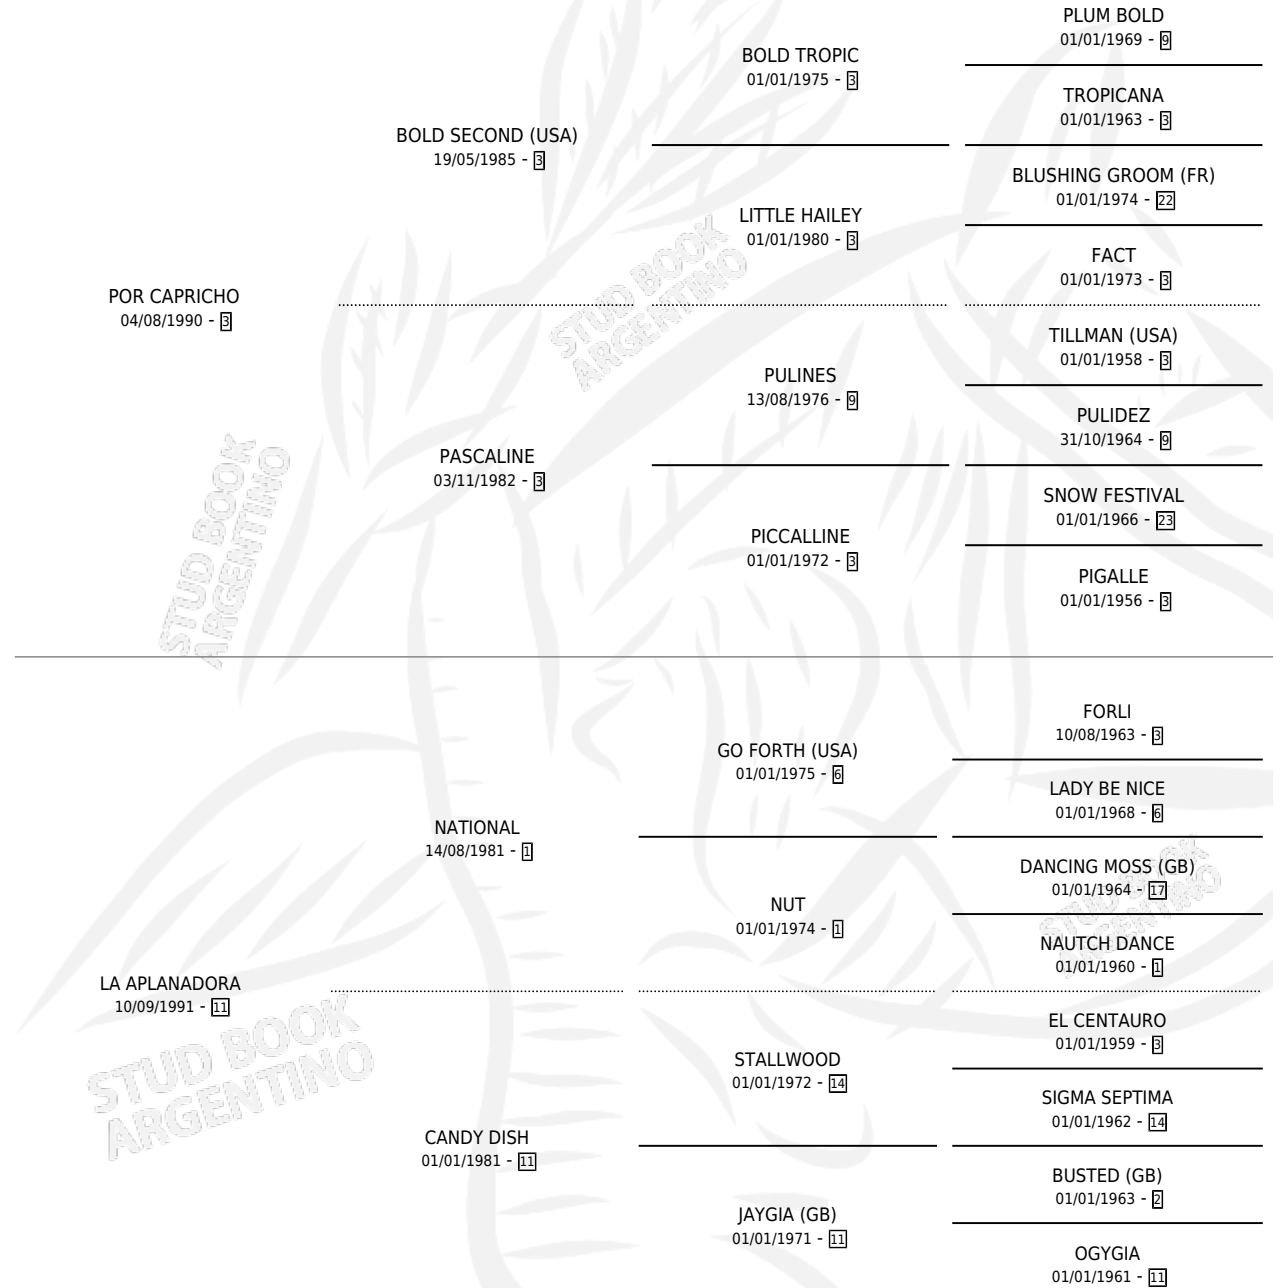 PLUM BOLD
01/01/1969 - 9
BOLD TROPIC
01/01/1975 - 3
TROPICANA
01/01/1963 - 3
BOLD SECOND (USA)
19/05/1985 - 3
BLUSHING GROOM (FR)
01/01/1974 - 22
LITTLE HAILEY
01/01/1980 - 3
FACT
01/01/1973 - 3
POR CAPRICHO
04/08/1990 - 3
STUD BOOK
ARGENTINO
TILLMAN (USA)
01/01/1958 - 3
PULINES
13/08/1976 - 9
PULIDEZ
31/10/1964 - 9
PASCALINE
03/11/1982 - 3
SNOW FESTIVAL
01/01/1966 - 23
PICCALLINE
01/01/1972 - 3
PIGALLE
01/01/1956 - 3
STUD BOOK
ARGENTINO
FORLI
10/08/1963 - 3
GO FORTH (USA)
01/01/1975 - 6
LADY BE NICE
01/01/1968 - 6
NATIONAL
14/08/1981 - 1
DANCING MOSS (GB)
01/01/1964 - 17
NUT
01/01/1974 - 1
STUD BOOK
ARGENTINO
NAUTCH DANCE
01/01/1960 - 1
LA APLANADORA
10/09/1991 - 11
STUD BOOK
ARGENTINO
EL CENTAURO
01/01/1959 - 3
STALLWOOD
01/01/1972 - 14
SIGMA SEPTIMA
01/01/1962 - 14
CANDY DISH
01/01/1981 - 11
BUSTED (GB)
01/01/1963 - 2
JAYGIA (GB)
01/01/1971 - 11
OGYGIA
01/01/1961 - 11